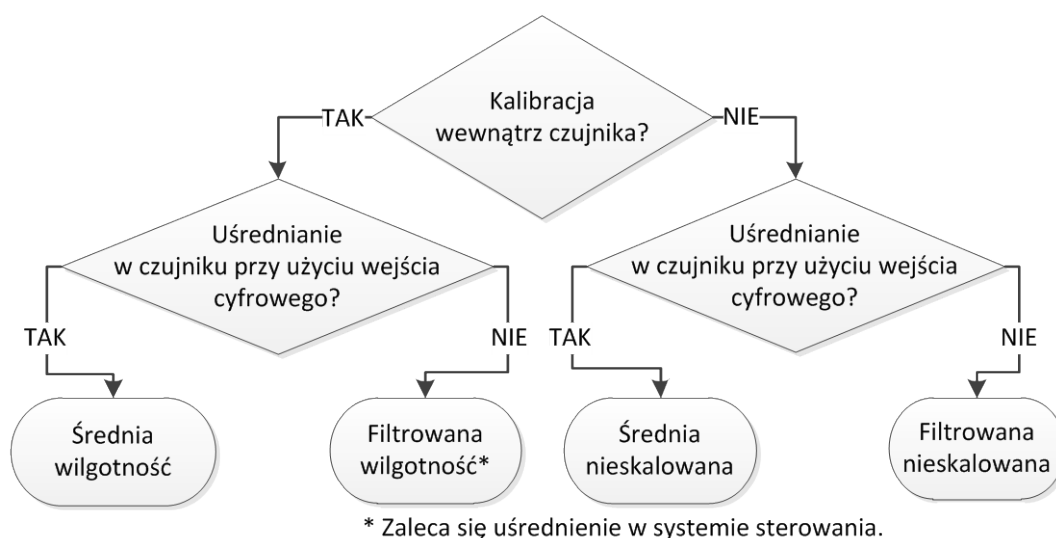 Kalibracja
wewnątrz czujnika?
TAK
NIE
Uśrednianie
w czujniku przy użyciu wejścia
cyfrowego?
Uśrednianie
w czujniku przy użyciu wejścia
cyfrowego?
TAK
NIE
TAK
NIE
Średnia
wilgotność
Filtrowana
wilgotność*
Średnia
nieskalowana
Filtrowana
nieskalowana
* Zaleca się uśrednienie w systemie sterowania.